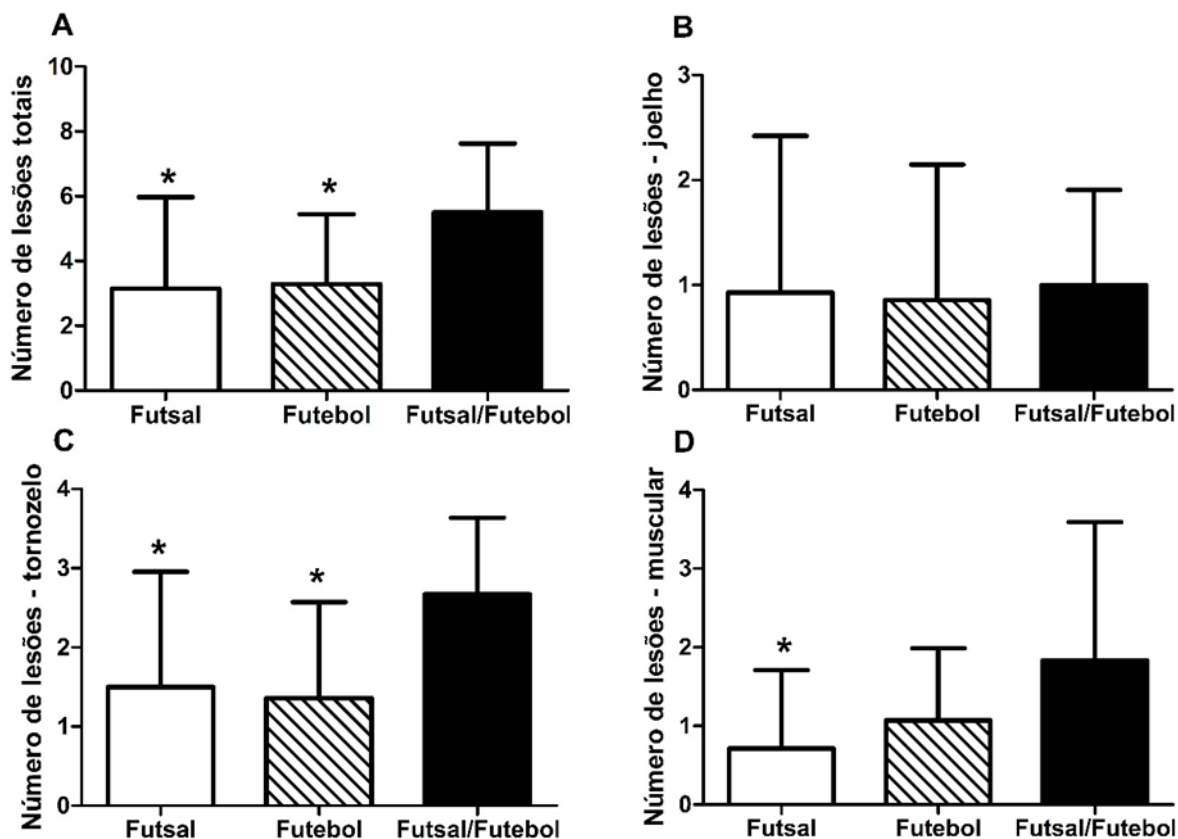 A
Número de lesões totais
10
8
6
4
2
0
*
*
Futsal
Futebol
Futsal/Futebol
B
Número de lesões - joelho
3
2
1
0
Futsal
Futebol
Futsal/Futebol
C
Número de lesões - tornozelo
4
3
2
1
0
*
*
Futsal
Futebol
Futsal/Futebol
D
Número de lesões - muscular
4
3
2
1
0
*
Futsal
Futebol
Futsal/Futebol